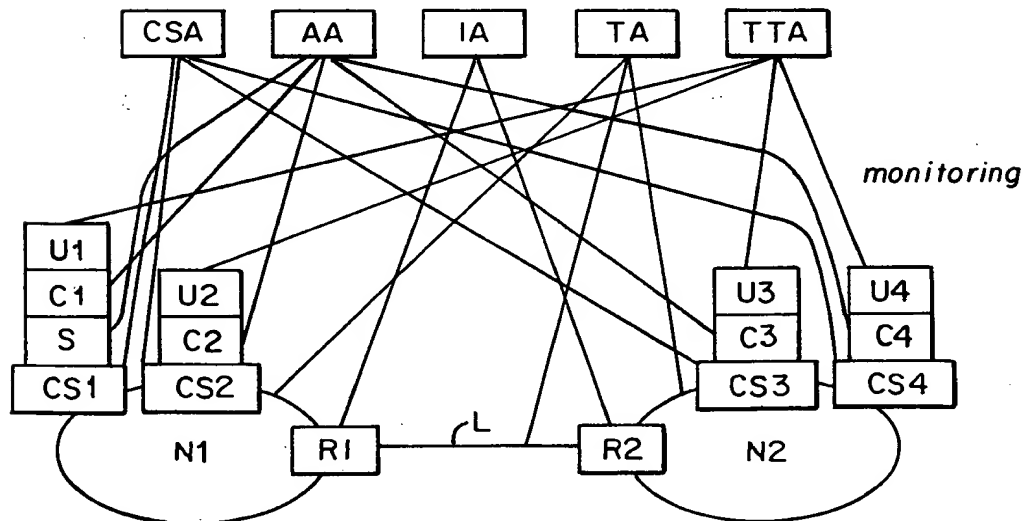 CSA AA IA TA TTA
monitoring
U1
C1 U2 U3 U4
S C2 C3 C4
CS1 CS2 CS3 CS4
L
N1 R1 R2 N2